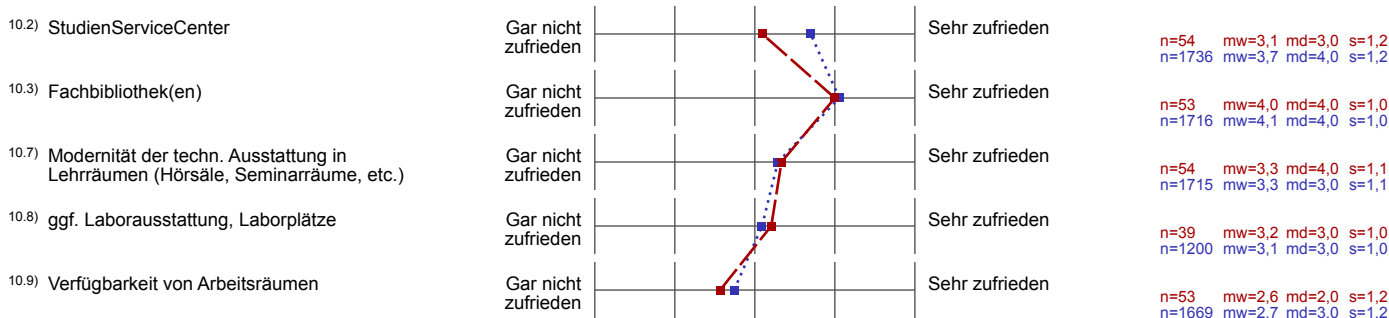 10.2) StudienServiceCenter
Gar nicht
zufrieden
Sehr zufrieden
n=54 mw=3,1 md=3,0 s=1,2
n=1736 mw=3,7 md=4,0 s=1,2
10.3) Fachbibliothek(en)
Gar nicht
zufrieden
Sehr zufrieden
n=53 mw=4,0 md=4,0 s=1,0
n=1716 mw=4,1 md=4,0 s=1,0
10.7) Modernität der techn. Ausstattung in
Lehrräumen (Hörsäle, Seminarräume, etc.)
Gar nicht
zufrieden
Sehr zufrieden
n=54 mw=3,3 md=4,0 s=1,1
n=1715 mw=3,3 md=3,0 s=1,1
10.8) ggf. Laborausstattung, Laborplätze
Gar nicht
zufrieden
Sehr zufrieden
n=39 mw=3,2 md=3,0 s=1,0
n=1200 mw=3,1 md=3,0 s=1,0
10.9) Verfügbarkeit von Arbeitsräumen
Gar nicht
zufrieden
Sehr zufrieden
n=53 mw=2,6 md=2,0 s=1,2
n=1669 mw=2,7 md=3,0 s=1,2